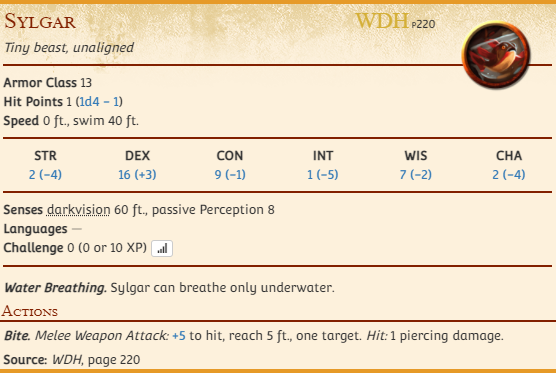 SYLGAR
WDH P220
Tiny beast, unaligned
Armor Class 13
Hit Points 1 (1d4 − 1)
Speed 0 ft., swim 40 ft.
STR DEX CON INT WIS CHA
2 (−4) 16 (+3) 9 (−1) 1 (−5) 7 (−2) 2 (−4)
Senses darkvision 60 ft., passive Perception 8
Languages —
Challenge 0 (0 or 10 XP)
Water Breathing. Sylgar can breathe only underwater.
ACTIONS
Bite. Melee Weapon Attack: +5 to hit, reach 5 ft., one target. Hit: 1 piercing damage.
Source: WDH, page 220